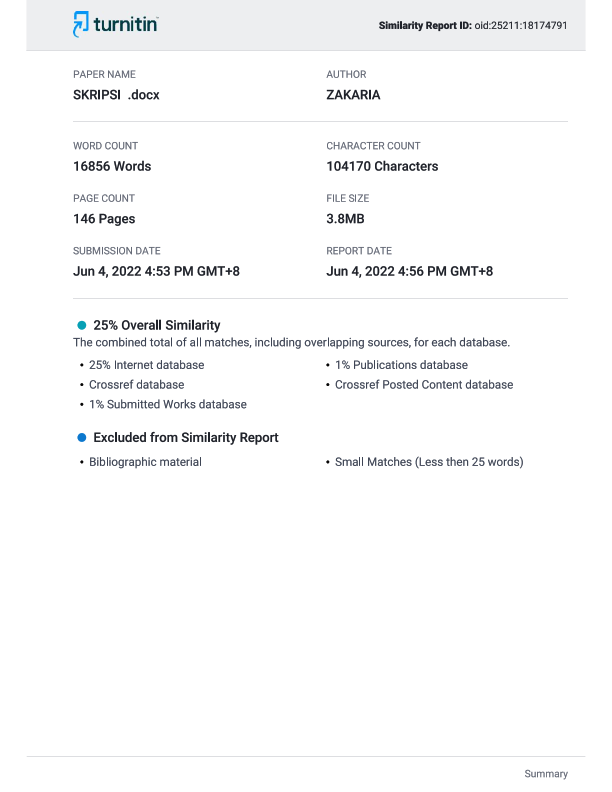 turnitin
Similarity Report ID: oid:25211:18174791
PAPER NAME
SKRIPSI .docx
AUTHOR
ZAKARIA
WORD COUNT
16856 Words
CHARACTER COUNT
104170 Characters
PAGE COUNT
146 Pages
FILE SIZE
3.8MB
SUBMISSION DATE
Jun 4, 2022 4:53 PM GMT+8
REPORT DATE
Jun 4, 2022 4:56 PM GMT+8
25% Overall Similarity
The combined total of all matches, including overlapping sources, for each database.
• 25% Internet database
• 1% Publications database
• Crossref database
• Crossref Posted Content database
• 1% Submitted Works database
Excluded from Similarity Report
• Bibliographic material
• Small Matches (Less then 25 words)
Summary